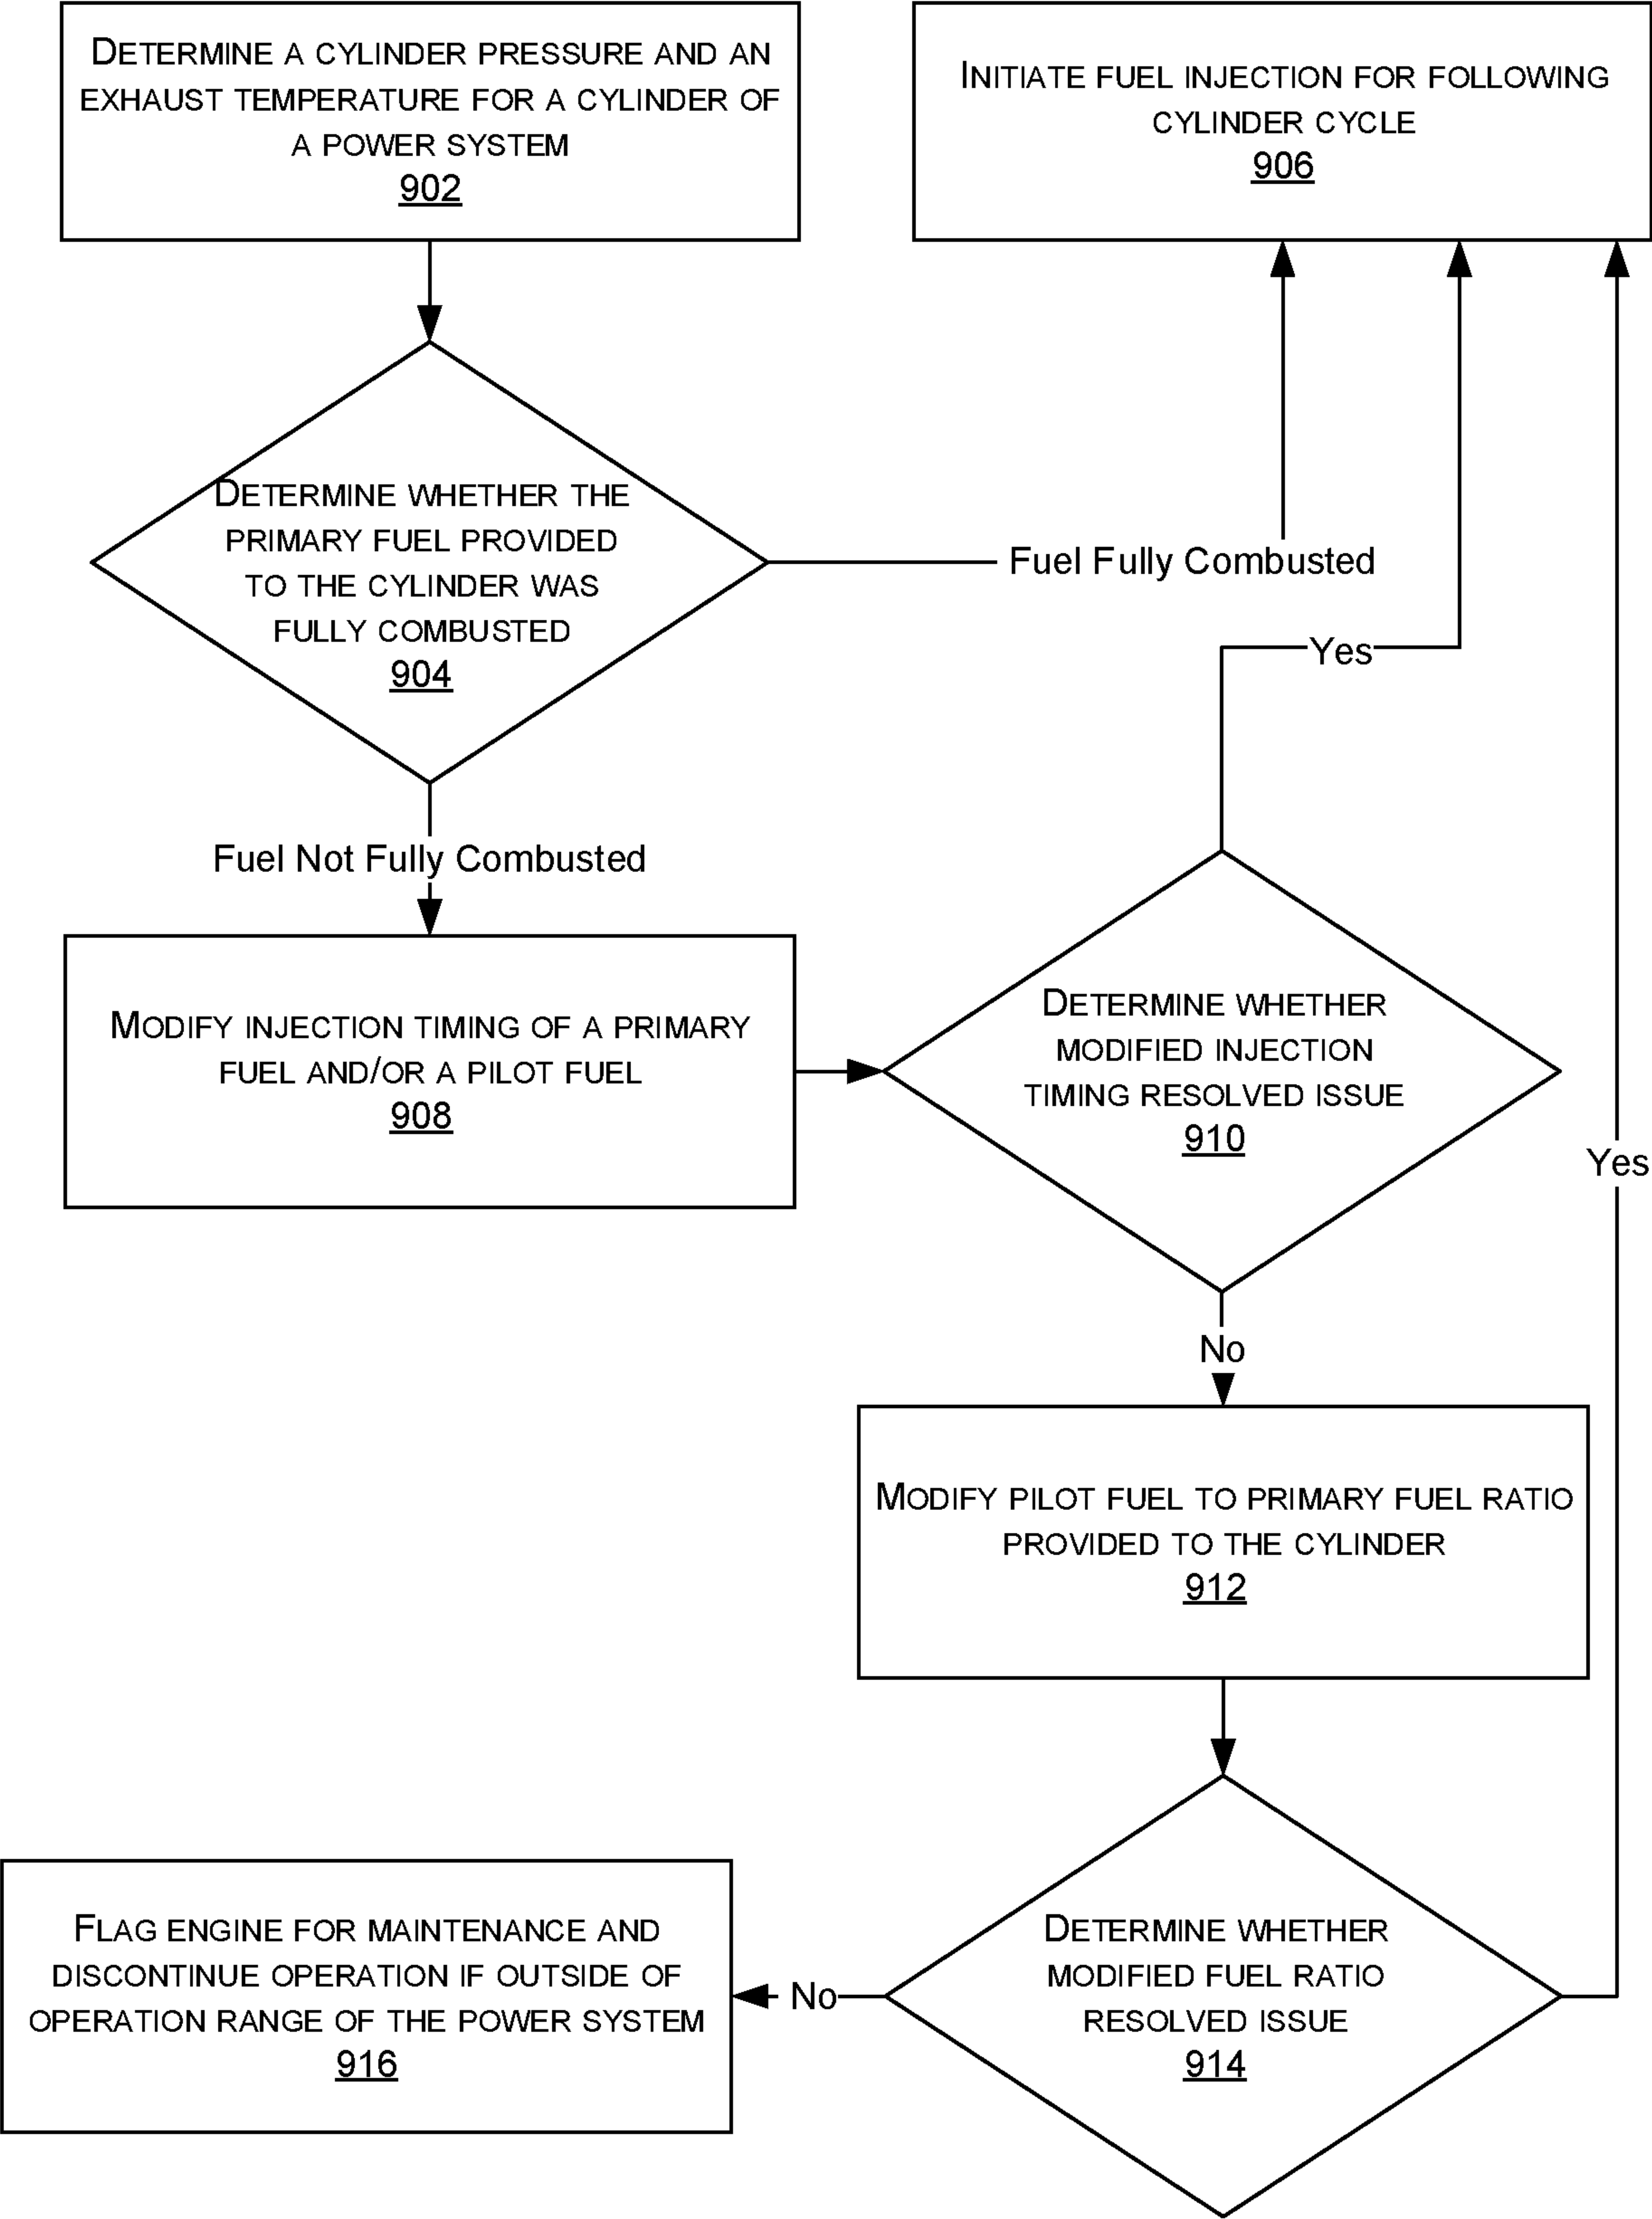 DETERMINE A CYLINDER PRESSURE AND AN
EXHAUST TEMPERATURE FOR A CYLINDER OF
A POWER SYSTEM
902
INITIATE FUEL INJECTION FOR FOLLOWING
CYLINDER CYCLE
906
DETERMINE WHETHER THE
PRIMARY FUEL PROVIDED
TO THE CYLINDER WAS
FULLY COMBUSTED
904
Fuel Fully Combusted
Yes
Fuel Not Fully Combusted
MODIFY INJECTION TIMING OF A PRIMARY
FUEL AND/OR A PILOT FUEL
908
DETERMINE WHETHER
MODIFIED INJECTION
TIMING RESOLVED ISSUE
910
Yes
No
MODIFY PILOT FUEL TO PRIMARY FUEL RATIO
PROVIDED TO THE CYLINDER
912
DETERMINE WHETHER
MODIFIED FUEL RATIO
RESOLVED ISSUE
914
No
FLAG ENGINE FOR MAINTENANCE AND
DISCONTINUE OPERATION IF OUTSIDE OF
OPERATION RANGE OF THE POWER SYSTEM
916